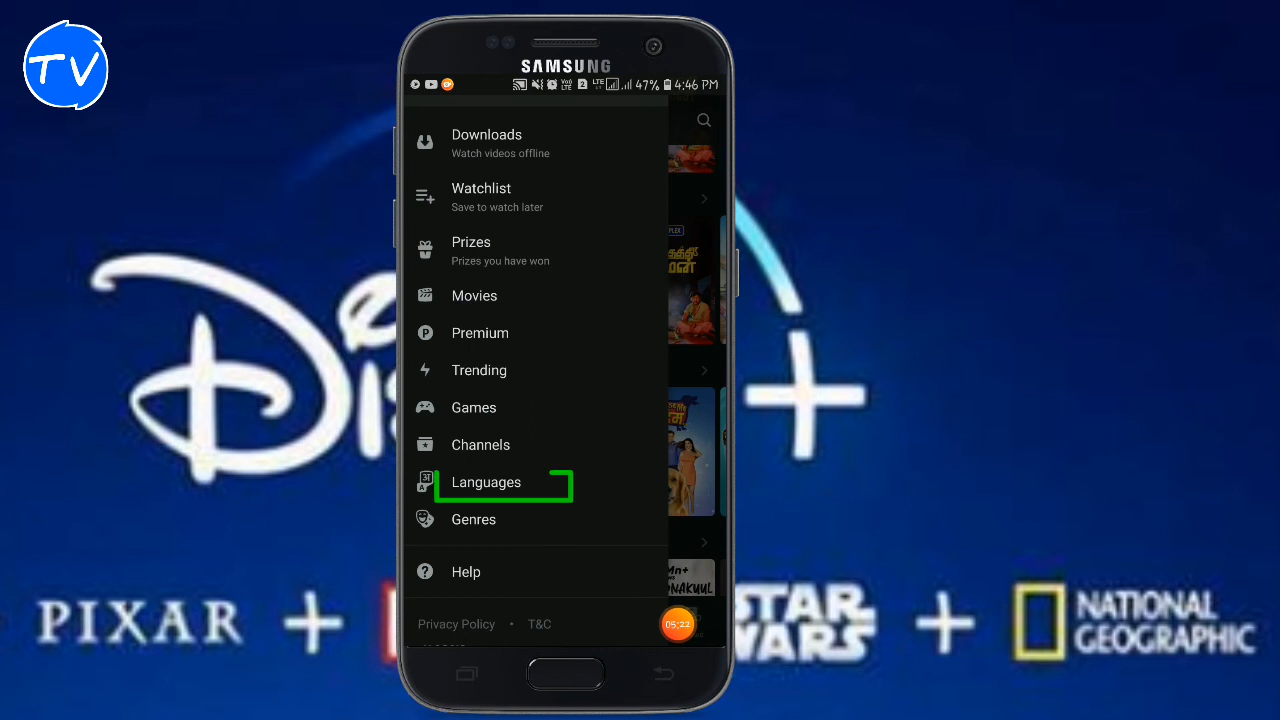 TV
SAMSUNG
LTE 47% 4:46 PM
Downloads
Watch videos offline
Watchlist
Save to watch later
Prizes
Prizes you have won
Movies
Premium
Trending
Games
Channels
Languages
Genres
Help
Privacy Policy • T&C
05:22
PIXAR +
STAR
WARS
+
NATIONAL
GEOGRAPHIC